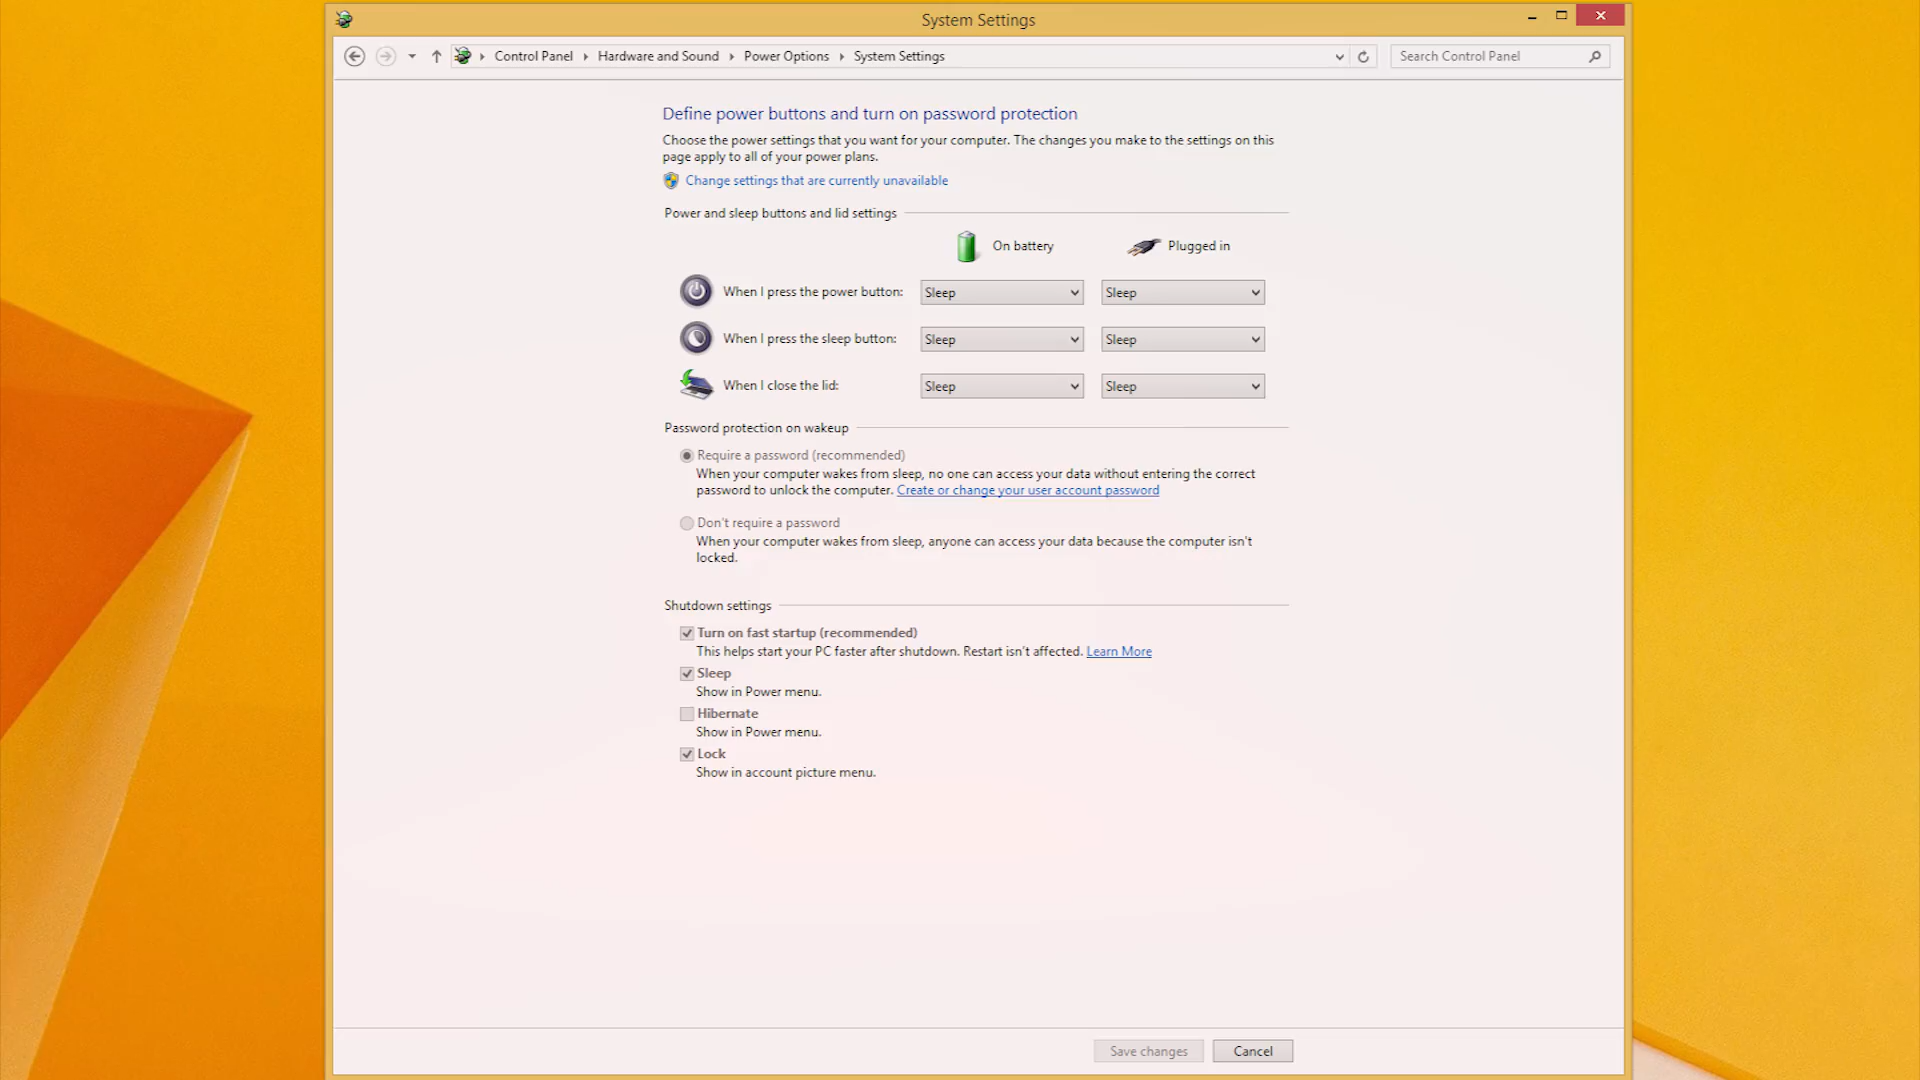 System Settings
Control Panel Hardware and Sound Power Options System Settings
Search Control Panel
Define power buttons and turn on password protection
Choose the power settings that you want for your computer. The changes you make to the settings on this
page apply to all of your power plans.
Change settings that are currently unavailable
Power and sleep buttons and lid settings
On battery Plugged in
When I press the power button: Sleep Sleep
When I press the sleep button: Sleep Sleep
When I close the lid: Sleep Sleep
Password protection on wakeup
Require a password (recommended)
When your computer wakes from sleep, no one can access your data without entering the correct
password to unlock the computer. Create or change your user account password
Don't require a password
When your computer wakes from sleep, anyone can access your data because the computer isn't
locked.
Shutdown settings
Turn on fast startup (recommended)
This helps start your PC faster after shutdown. Restart isn't affected. Learn More
Sleep
Show in Power menu.
Hibernate
Show in Power menu.
Lock
Show in account picture menu.
Save changes Cancel